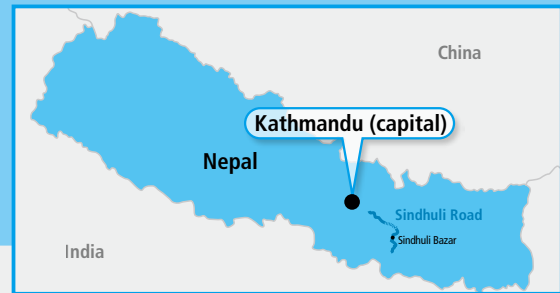 China
Kathmandu (capital)
Nepal
Sindhuli Road
Sindhuli Bazar
India